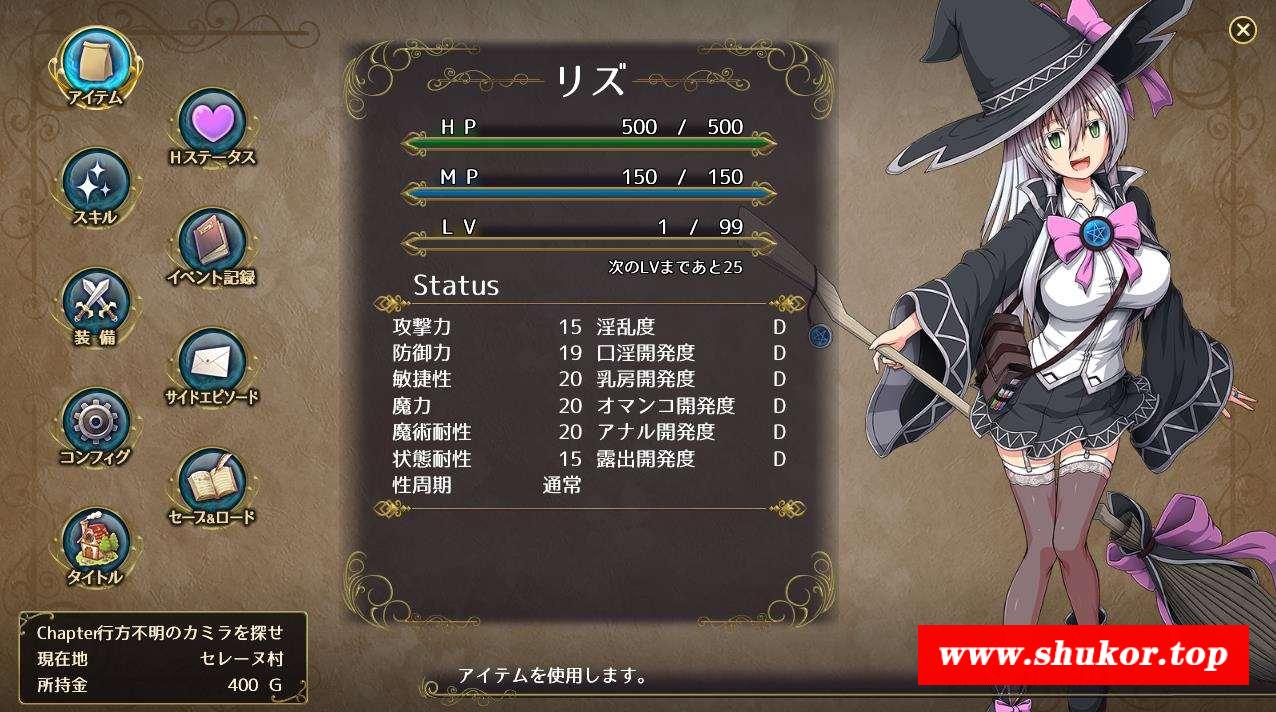 アイテム
Hステータス
スキル
イベント記録
装備
サイドエピソード
コンフィグ
セーブ&ロード
タイトル
リズ
HP 500 / 500
MP 150 / 150
LV 1 / 99
次のLVまであと25
Status
攻撃力 15 淫乱度 D
防御力 19 口淫開発度 D
敏捷性 20 乳房開発度 D
魔力 20 オマンコ開発度 D
魔術耐性 20 アナル開発度 D
状態耐性 15 露出開発度 D
性周期 通常
Chapter行方不明のカミラを探せ
現在地 セレーヌ村
所持金 400 G
アイテムを使用します。
www.shukor.top